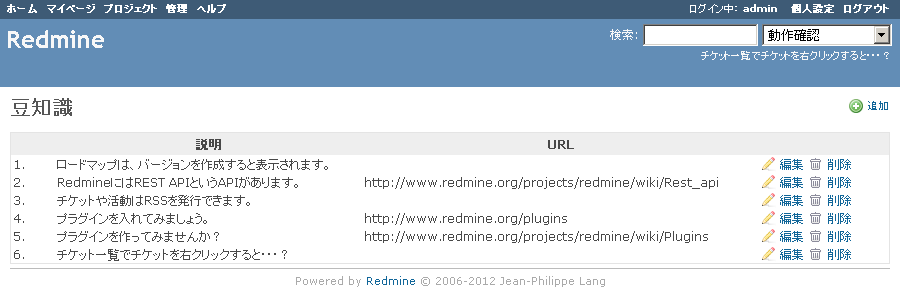 ホーム マイページ プロジェクト 管理 ヘルプ ログイン中: admin 個人設定 ログアウト
Redmine 検索: 動作確認
チケット一覧でチケットを右クリックすると・・・？
豆知識 追加
説明 URL
1. ロードマップは、バージョンを作成すると表示されます。 編集 削除
2. RedmineにはREST APIというAPIがあります。 http://www.redmine.org/projects/redmine/wiki/Rest_api 編集 削除
3. チケットや活動はRSSを発行できます。 編集 削除
4. プラグインを入れてみましょう。 http://www.redmine.org/plugins 編集 削除
5. プラグインを作ってみませんか？ http://www.redmine.org/projects/redmine/wiki/Plugins 編集 削除
6. チケット一覧でチケットを右クリックすると・・・？ 編集 削除
Powered by Redmine © 2006-2012 Jean-Philippe Lang